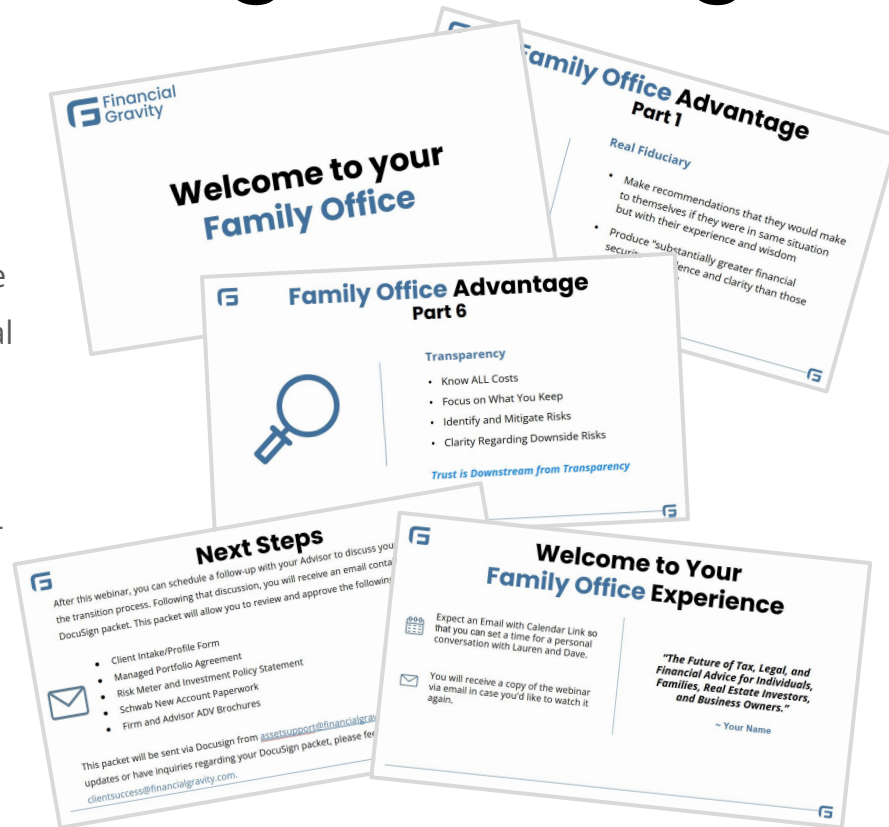 Financial
Gravity
Welcome to your
Family Office
Family Office Advantage
Part 1
Real Fiduciary
• Make recommendations that they would make
to themselves if they were in same situation
but with their experience and wisdom
• Produce "substantially greater financial
and clarity than those
Family Office Advantage
Part 6
Transparency
• Know ALL Costs
• Focus on What You Keep
• Identify and Mitigate Risks
• Clarity Regarding Downside Risks
Trust is Downstream from Transparency
Next Steps
After this webinar, you can schedule a follow-up with your Advisor to discuss
the transition process. Following that discussion, you will receive an email
DocuSign packet. This packet will allow you to review and approve the
• Client Intake/Profile Form
• Managed Portfolio Agreement
• Risk Meter and Investment Policy Statement
• Schwab New Account Paperwork
• Firm and Advisor ADV Brochures
This packet will be sent via Docusign from
updates or have inquiries regarding your DocuSign packet, please
clientsuccess@financialgravity.com.
Welcome to Your
Family Office Experience
Expect an Email with Calendar Link so
that you can set a time for a personal
conversation with Lauren and Dave.
You will receive a copy of the webinar
via email in case you'd like to watch it
again.
"The Future of Tax, Legal, and
Financial Advice for Individuals,
Families, Real Estate Investors,
and Business Owners."
~ Your Name